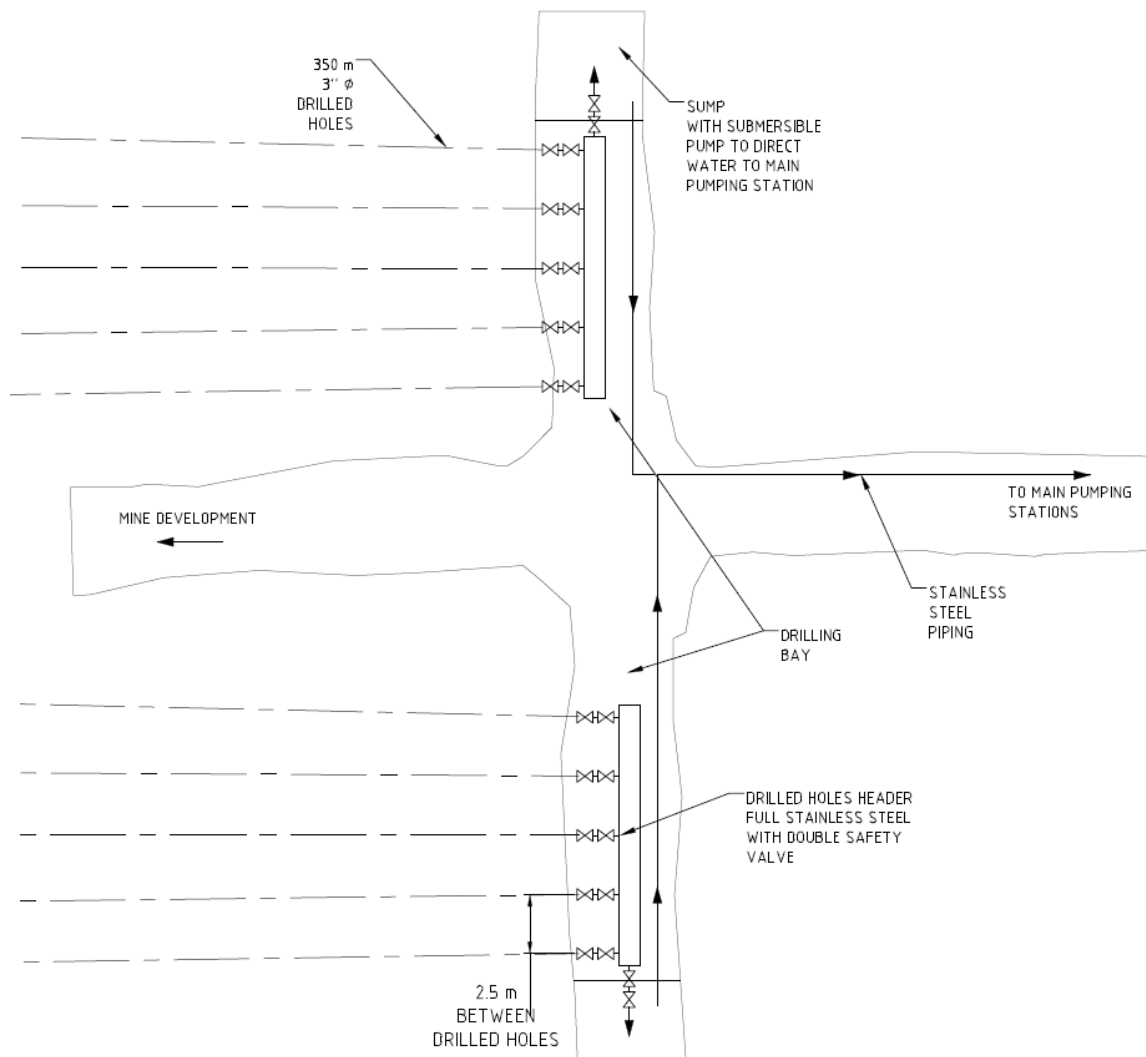 350 m
3'' ϕ
DRILLED
HOLES
SUMP
WITH SUBMERSIBLE
PUMP TO DIRECT
WATER TO MAIN
PUMPING STATION
MINE DEVELOPMENT
TO MAIN PUMPING
STATIONS
STAINLESS
STEEL
PIPING
DRILLING
BAY
DRILLED HOLES HEADER
FULL STAINLESS STEEL
WITH DOUBLE SAFETY
VALVE
2.5 m
BETWEEN
DRILLED HOLES